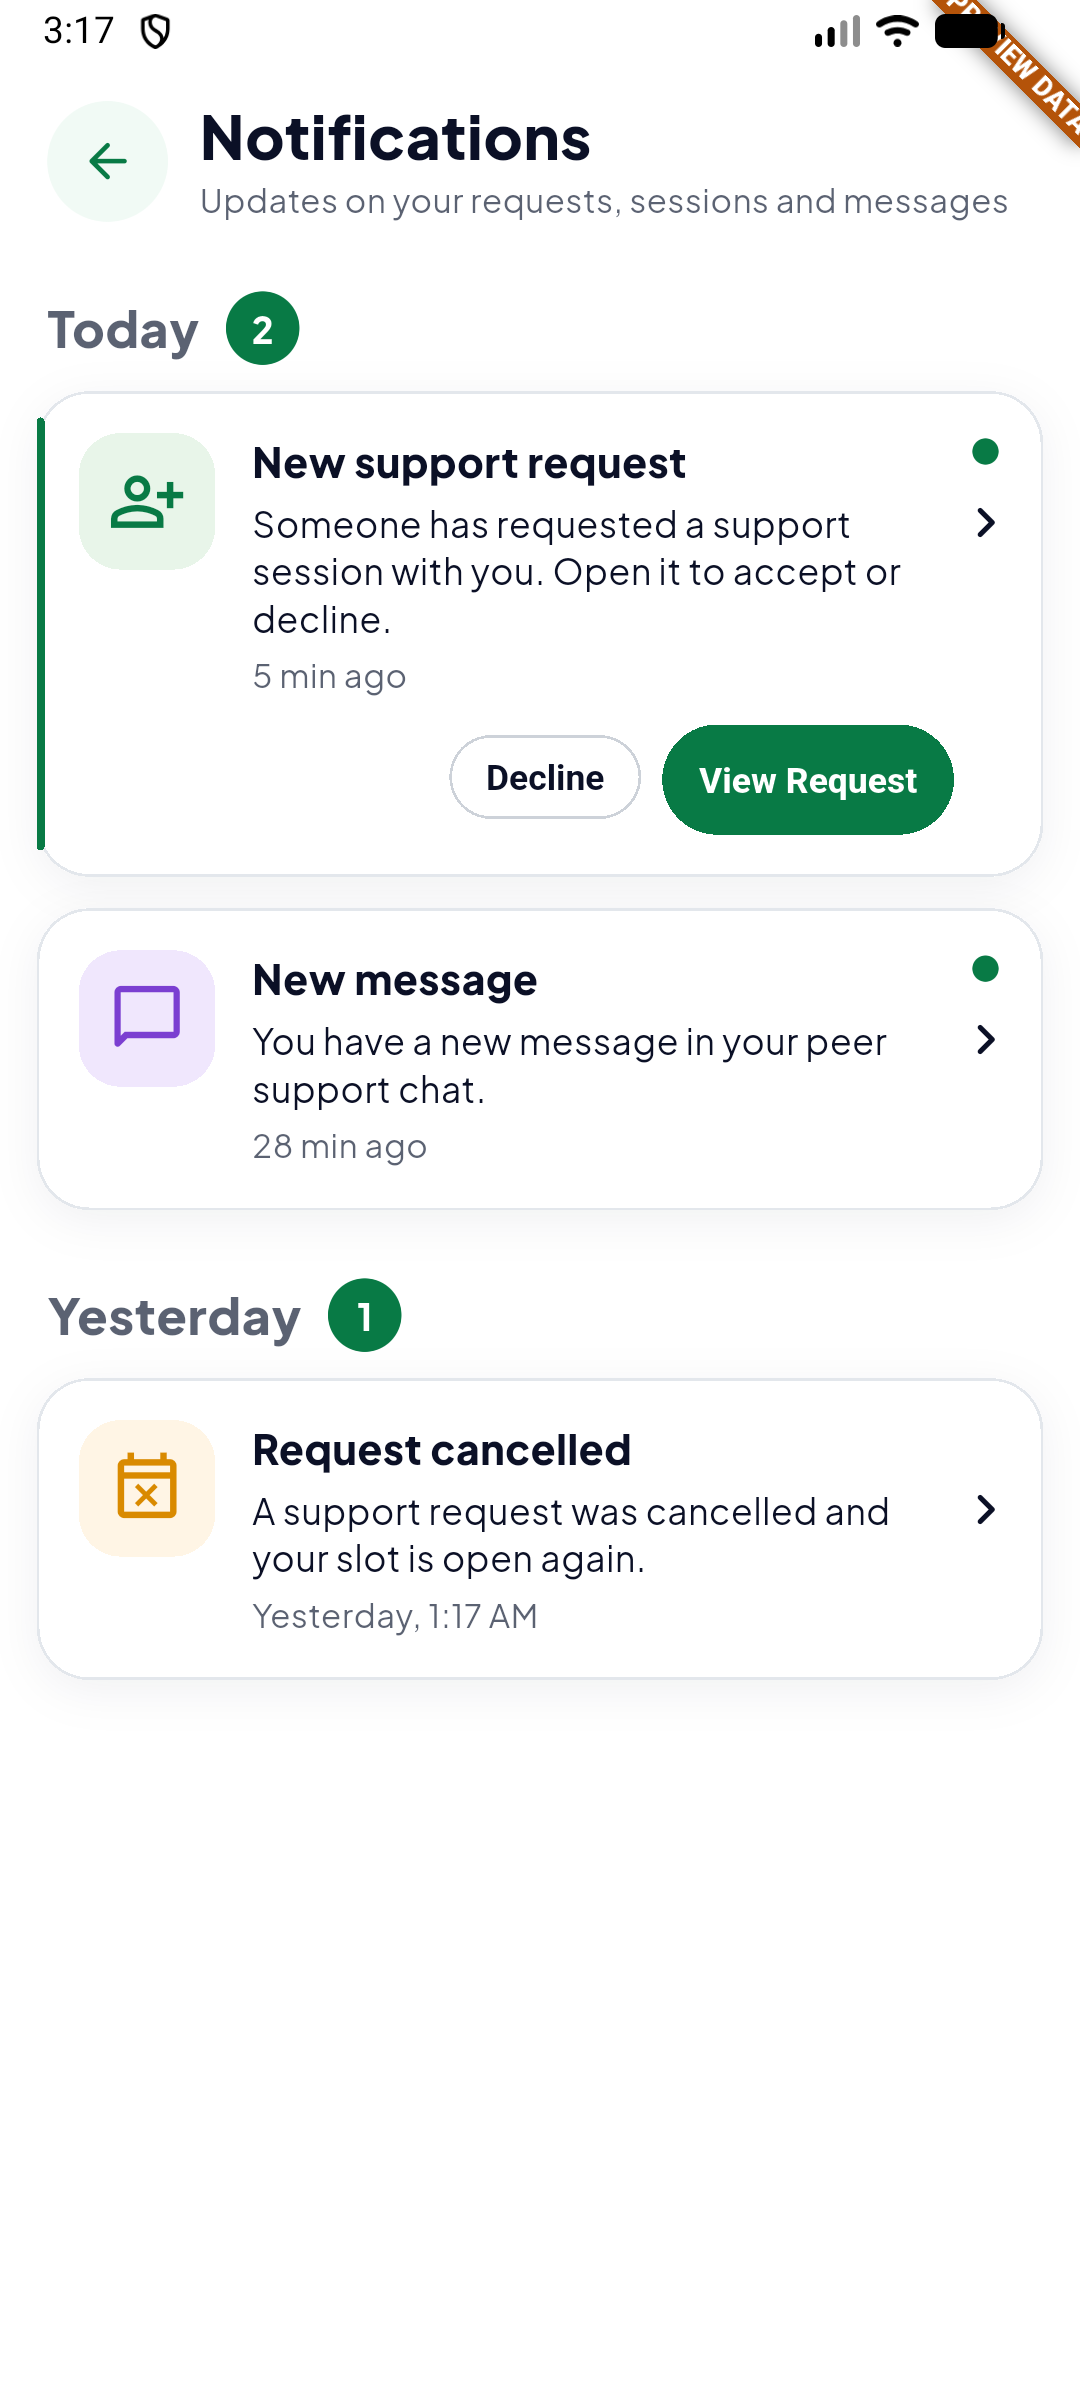 3:17
Notifications
Updates on your requests, sessions and messages
Today 2
New support request
Someone has requested a support
session with you. Open it to accept or
decline.
5 min ago
Decline
View Request
New message
You have a new message in your peer
support chat.
28 min ago
Yesterday 1
Request cancelled
A support request was cancelled and
your slot is open again.
Yesterday, 1:17 AM